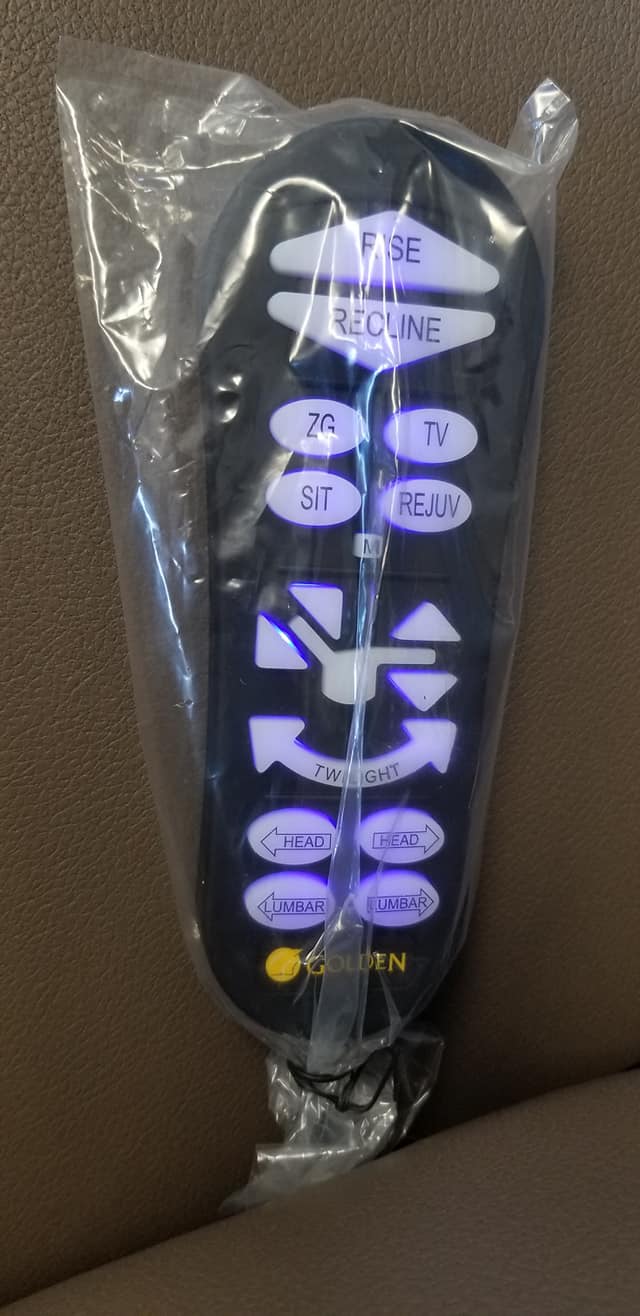 RISE
RECLINE
ZG TV
SIT REJUV
M
TWILIGHT
HEAD HEAD
LUMBAR LUMBAR
GOLDEN